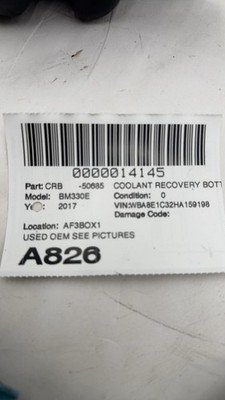 0000014145
Part: CRB -50685 COOLANT RECOVERY BOTT
Model: BM330E Condition: 0
2017 VIN:WBA8E1C32HA159198
Damage Code:
Location: AF3BOX1
USED OEM SEE PICTURES
A826